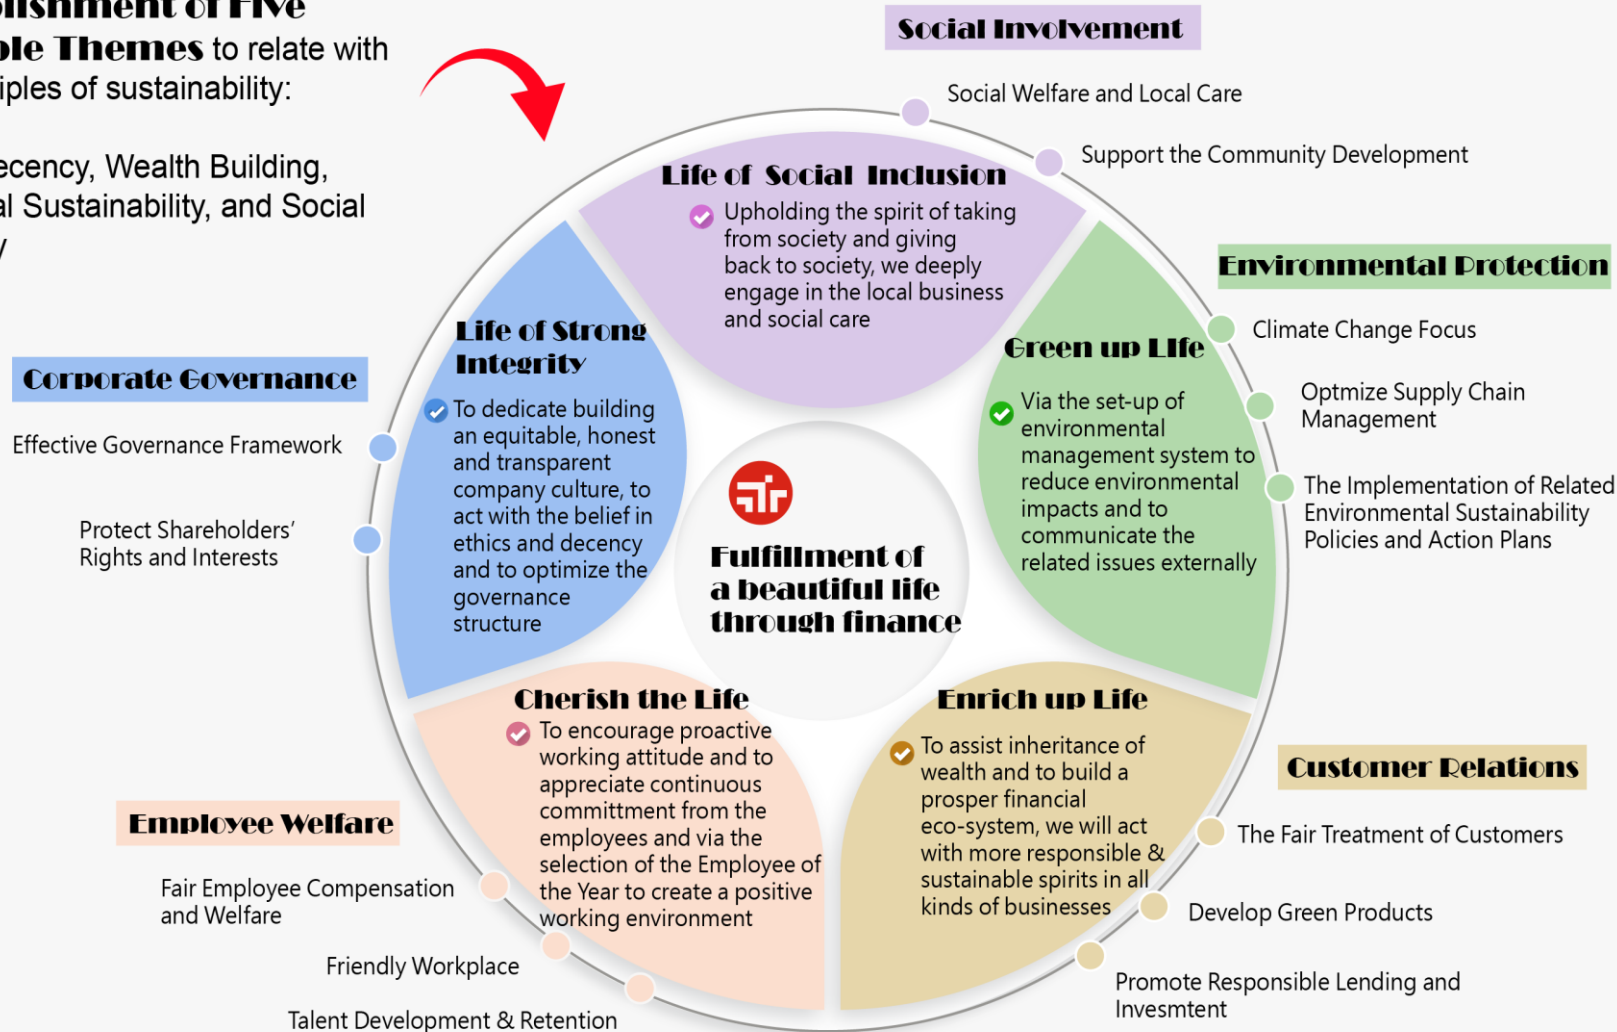 olishment of Five
ole Themes to relate with
iples of sustainability:
ecency, Wealth Building,
al Sustainability, and Social
y
Social Involvement
Social Welfare and Local Care
Support the Community Development
Life of Social Inclusion
Upholding the spirit of taking
from society and giving
back to society, we deeply
engage in the local business
and social care
Environmental Protection
Climate Change Focus
Optmize Supply Chain
Management
The Implementation of Related
Environmental Sustainability
Policies and Action Plans
Green up LIfe
Via the set-up of
environmental
management system to
reduce environmental
impacts and to
communicate the
related issues externally
Life of Strong
Integrity
To dedicate building
an equitable, honest
and transparent
company culture, to
act with the belief in
ethics and decency
and to optimize the
governance
structure
Corporate Governance
Effective Governance Framework
Protect Shareholders’
Rights and Interests
Fulfillment of
a beautiful life
through finance
Cherish the Life
To encourage proactive
working attitude and to
appreciate continuous
committment from the
employees and via the
selection of the Employee of
the Year to create a positive
working environment
Employee Welfare
Fair Employee Compensation
and Welfare
Friendly Workplace
Talent Development & Retention
Enrich up Life
To assist inheritance of
wealth and to build a
prosper financial
eco-system, we will act
with more responsible &
sustainable spirits in all
kinds of businesses
Customer Relations
The Fair Treatment of Customers
Develop Green Products
Promote Responsible Lending and
Invesmtent